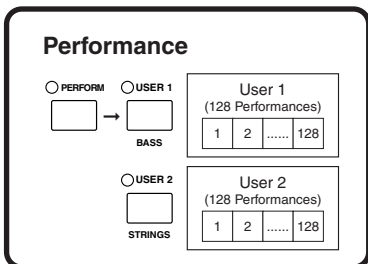 Performance
PERFORM USER 1
BASS
User 1
(128 Performances)
1 2 ...... 128
USER 2
STRINGS
User 2
(128 Performances)
1 2 ...... 128